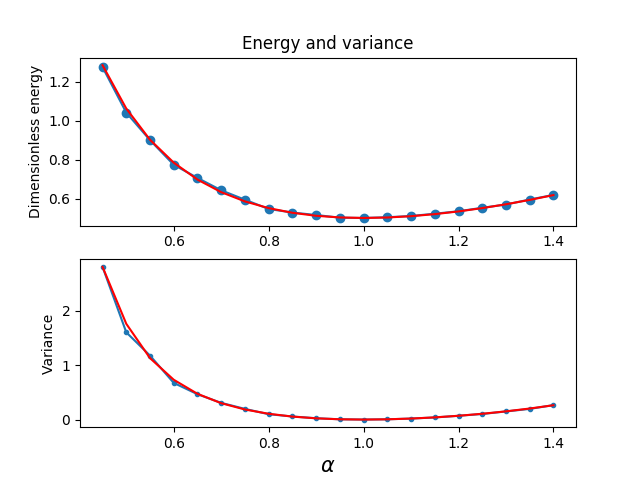 Energy and variance
Dimensionless energy
1.2
1.0
0.8
0.6
0.6 0.8 1.0 1.2 1.4
Variance
2
1
0
0.6 0.8 1.0 1.2 1.4
α